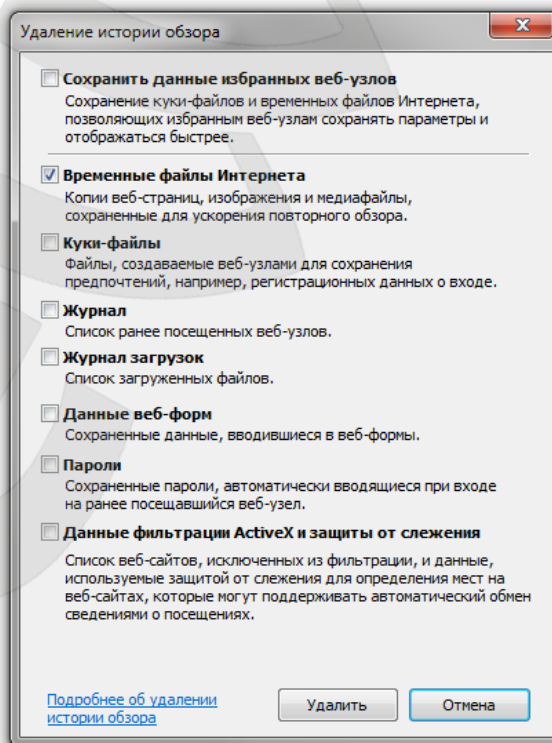 Удаление истории обзора
Сохранить данные избранных веб-узлов
Сохранение куки-файлов и временных файлов Интернета,
позволяющих избранным веб-узлам сохранять параметры и
отображаться быстрее.
Временные файлы Интернета
Копии веб-страниц, изображения и медиафайлы,
сохраненные для ускорения повторного обзора.
Куки-файлы
Файлы, создаваемые веб-узлами для сохранения
предпочтений, например, регистрационных данных о входе.
Журнал
Список ранее посещенных веб-узлов.
Журнал загрузок
Список загруженных файлов.
Данные веб-форм
Сохраненные данные, вводившиеся в веб-формы.
Пароли
Сохраненные пароли, автоматически вводящиеся при входе
на ранее посещавшийся веб-узел.
Данные фильтрации ActiveX и защиты от слежения
Список веб-сайтов, исключенных из фильтрации, и данные,
используемые защитой от слежения для определения мест на
веб-сайтах, которые могут поддерживать автоматический обмен
сведениями о посещениях.
Подробнее об удалении
истории обзора
Удалить
Отмена